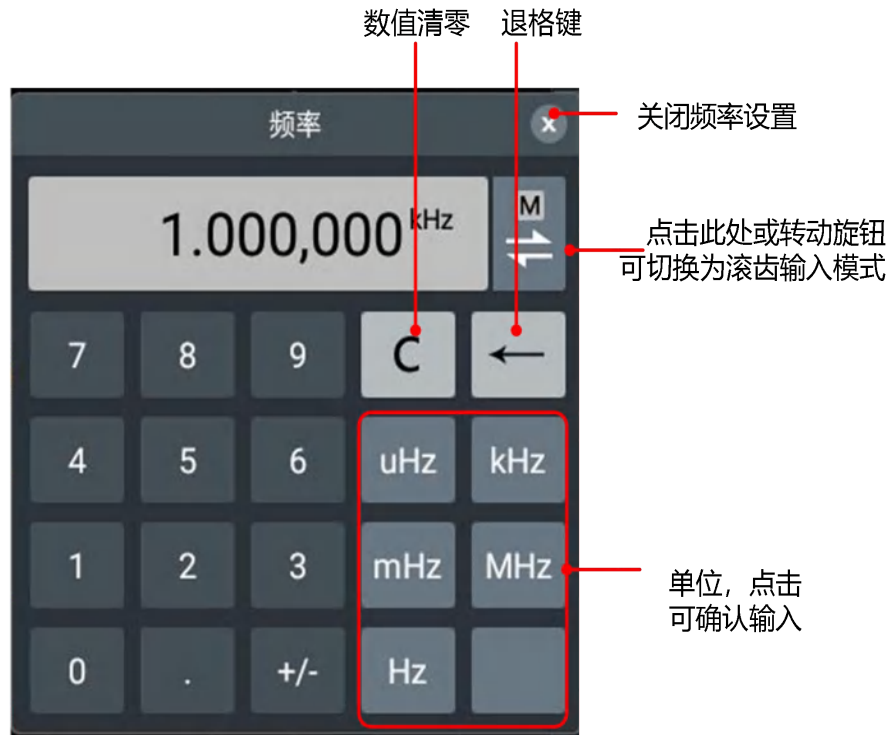 数值清零 退格键
频率 x
关闭频率设置
1.000,000 kHz M
点击此处或转动旋钮
可切换为滚齿输入模式
7 8 9 C ←
4 5 6 uHz kHz
1 2 3 mHz MHz
单位，点击
可确认输入
0 . +/- Hz